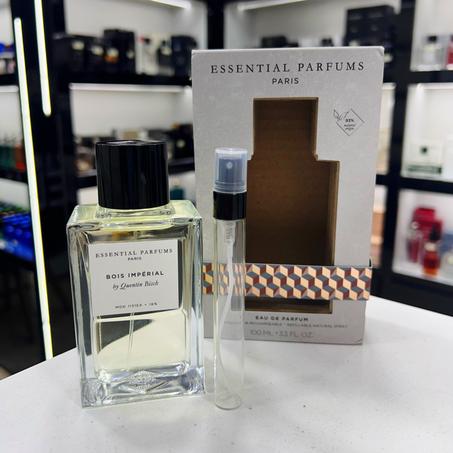 ESSENTIAL PARFUMS
PARIS
93%
EAU DE PARFUM
100 ML - 3.3 FL. OZ.
ESSENTIAL PARFUMS
PARIS
BOIS IMPÉRIAL
by Quentin Bisch